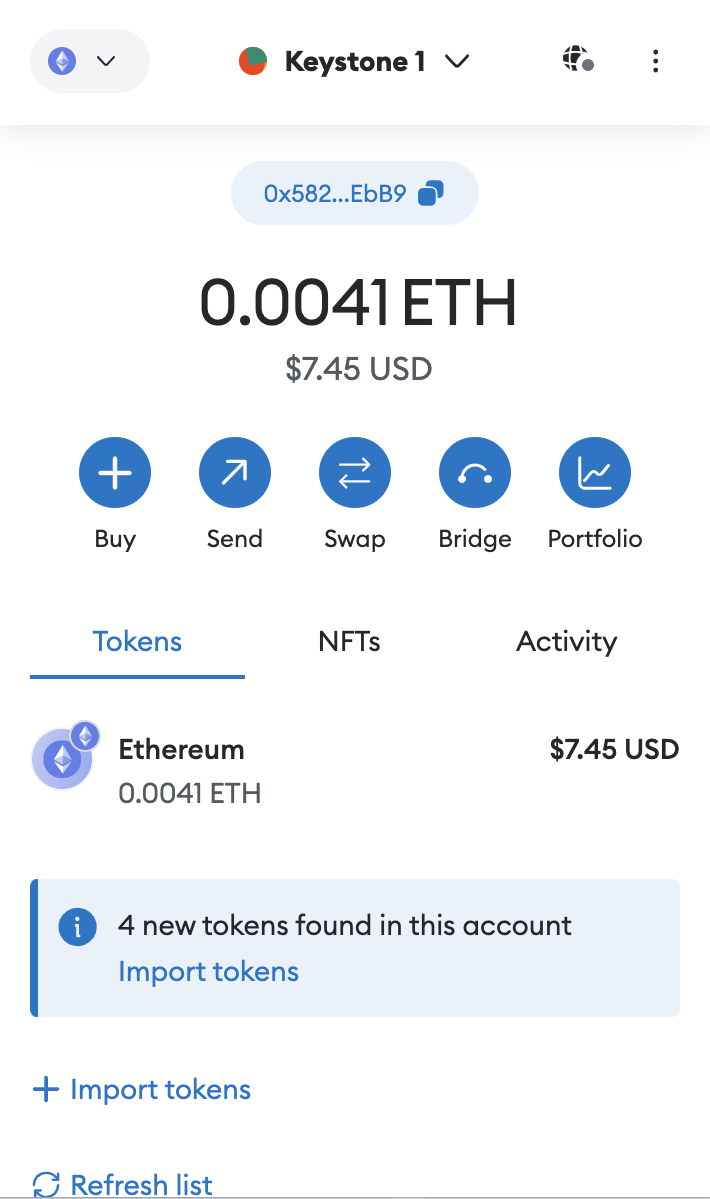 Keystone 1
0x582...EbB9
0.0041 ETH
$7.45 USD
Buy
Send
Swap
Bridge
Portfolio
Tokens
NFTs
Activity
Ethereum
$7.45 USD
0.0041 ETH
4 new tokens found in this account
Import tokens
Import tokens
Refresh list